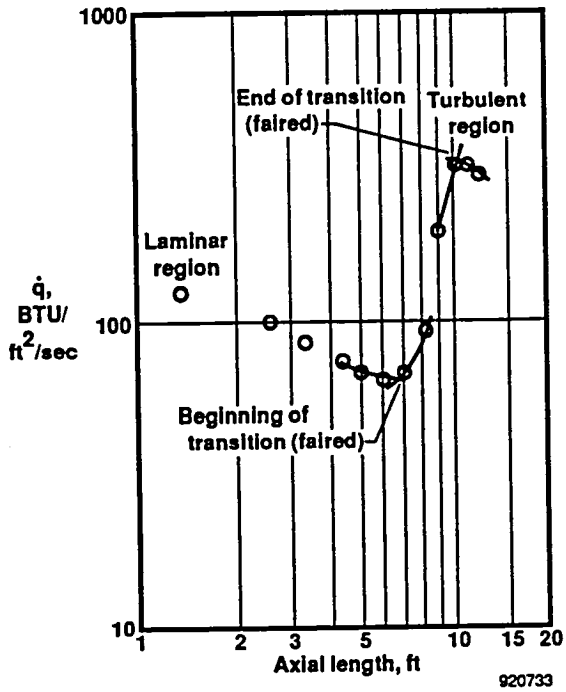 1000
End of transition
(faired)
Turbulent
region
Laminar
region
q̇,
BTU/
ft²/sec
100
Beginning of
transition (faired)
10
1 2 3 5 10 15 20
Axial length, ft
920733